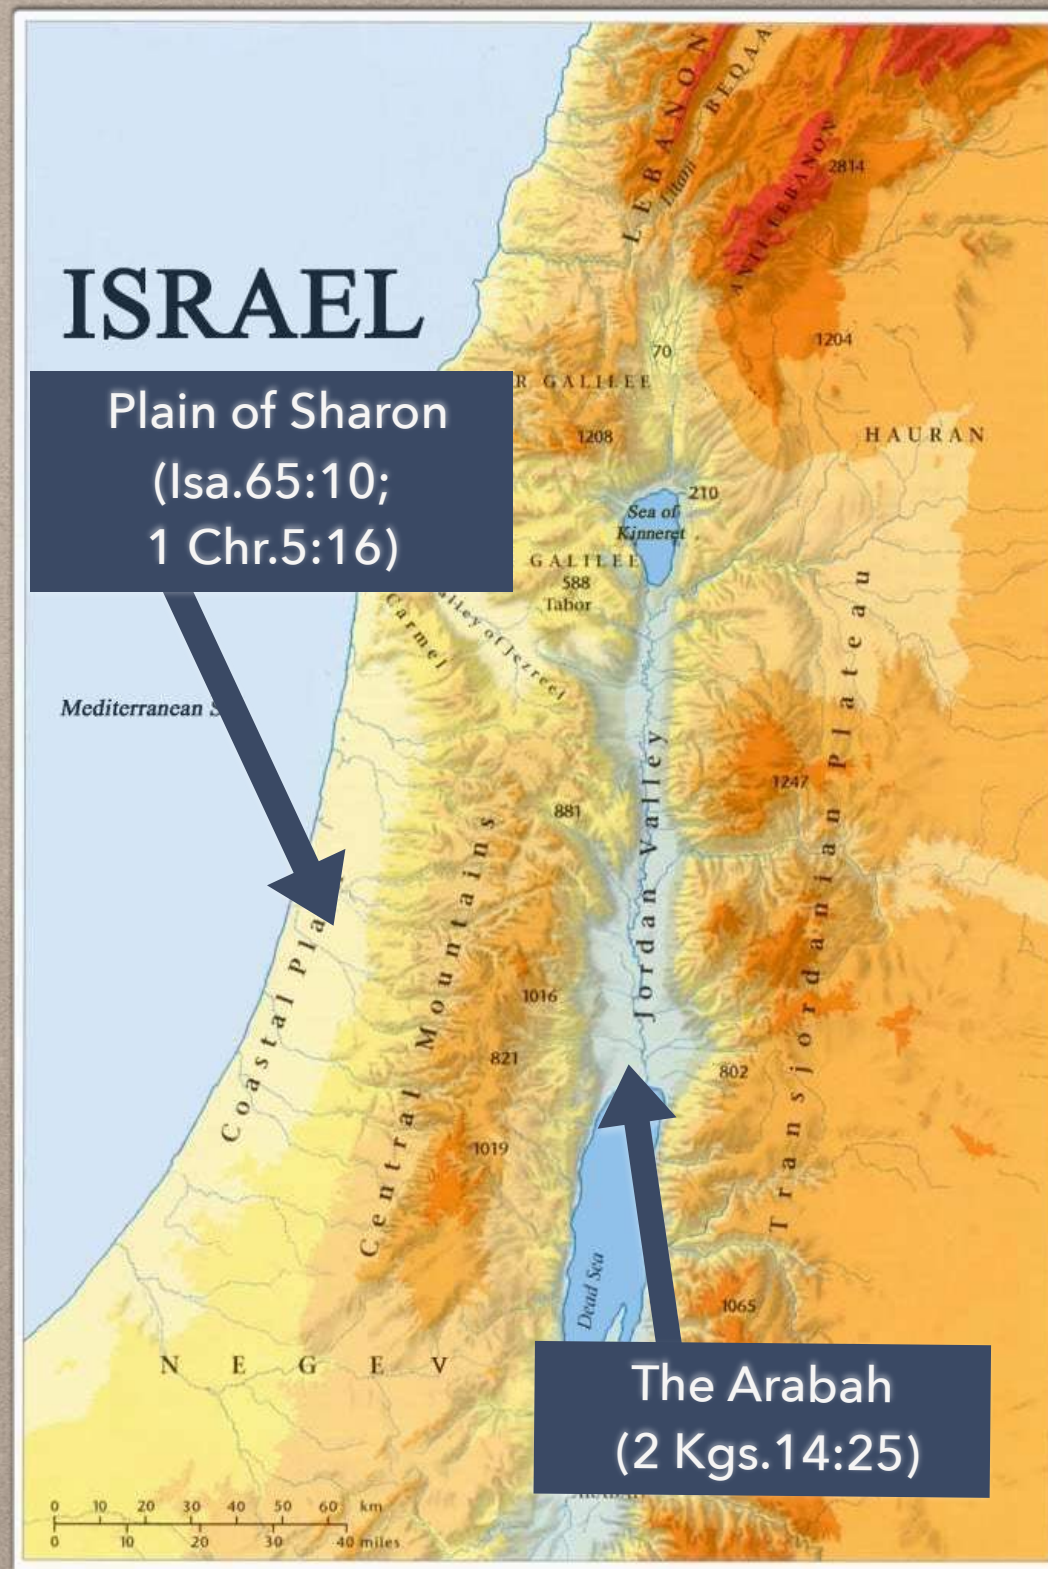 LEBANON
BEQAA
Litani
ANTI LEBANON
2814
ISRAEL
1204
70
Plain of Sharon
(Isa.65:10;
1 Chr.5:16)
R GALILEE
1208
HAURAN
210
Sea of
Kinneret
GALILEE
588
Tabor
Carmel
alley of Jezreel
Mediterranean S
Jordan Valley
Transjordanian Plateau
1247
881
Central Mountains
Coastal Pla
1016
821
802
1019
Dead Sea
1065
NEGEV
The Arabah
(2 Kgs.14:25)
0 10 20 30 40 50 60 km
0 10 20 30 40 miles